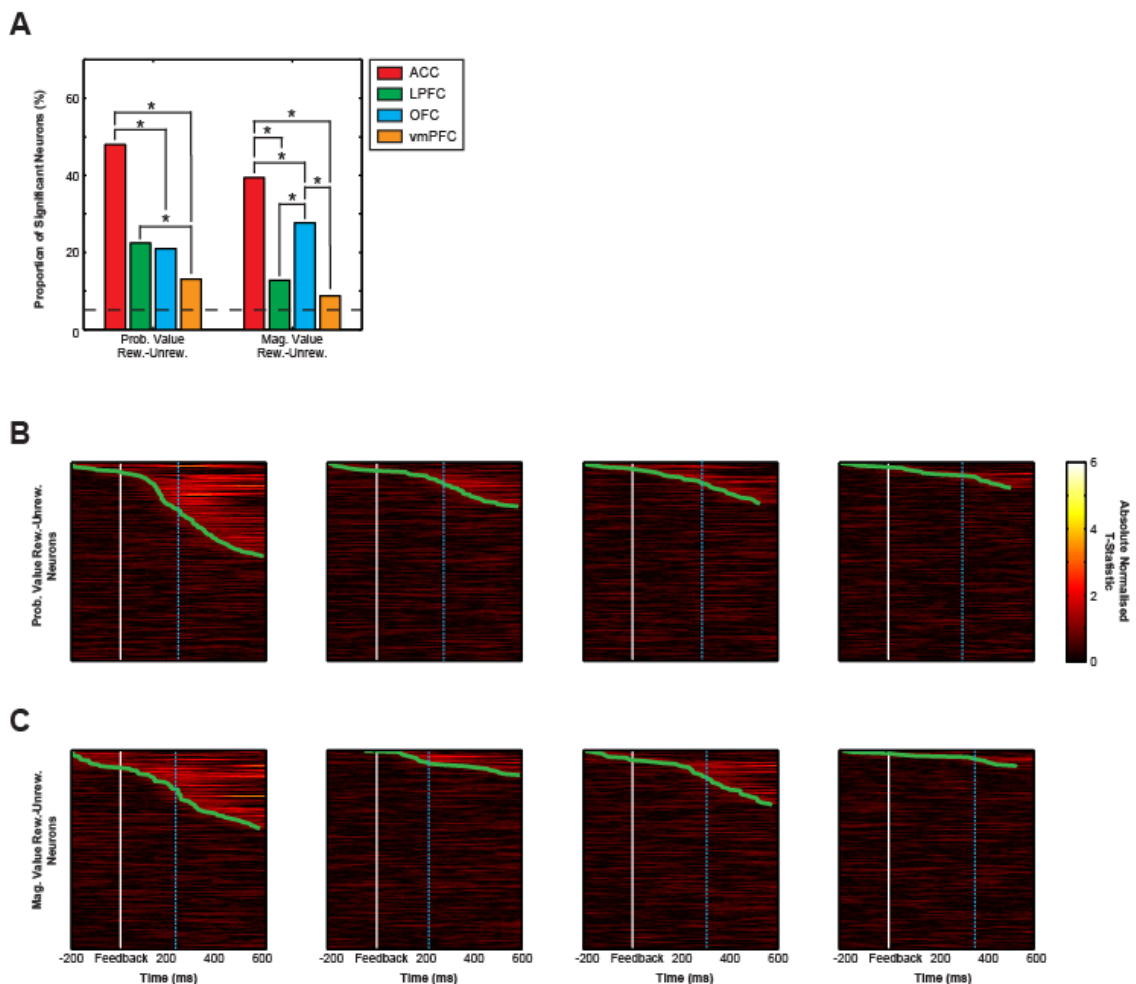 A
Proportion of Significant Neurons (%)
60
40
20
0
* * * * * * * *
Prob. Value
Rew.-Unrew.
Mag. Value
Rew.-Unrew.
ACC
LPFC
OFC
vmPFC
B
Prob. Value Rew.-Unrew.
Neurons
6
4
2
0
Absolute Normalised
T-Statistic
C
Mag. Value Rew.-Unrew.
Neurons
-200 Feedback 200 400 600
Time (ms)
-200 Feedback 200 400 600
Time (ms)
-200 Feedback 200 400 600
Time (ms)
-200 Feedback 200 400 600
Time (ms)